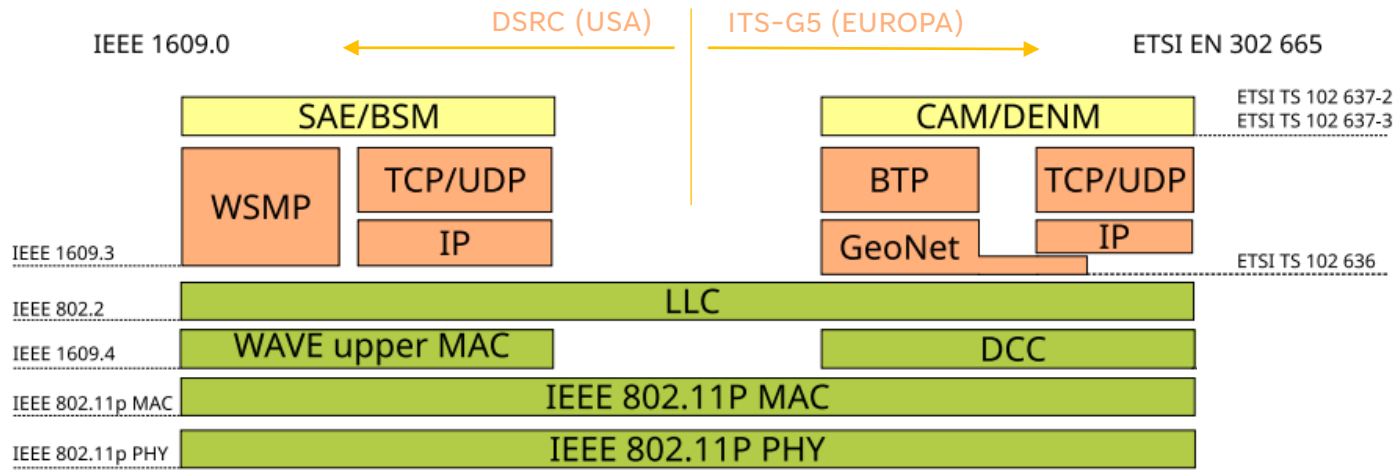 DSRC (USA)
ITS-G5 (EUROPA)
IEEE 1609.0
ETSI EN 302 665
SAE/BSM
CAM/DENM
ETSI TS 102 637-2
ETSI TS 102 637-3
WSMP
TCP/UDP
IP
BTP
TCP/UDP
GeoNet
IP
IEEE 1609.3
ETSI TS 102 636
IEEE 802.2
LLC
IEEE 1609.4
WAVE upper MAC
DCC
IEEE 802.11p MAC
IEEE 802.11P MAC
IEEE 802.11p PHY
IEEE 802.11P PHY